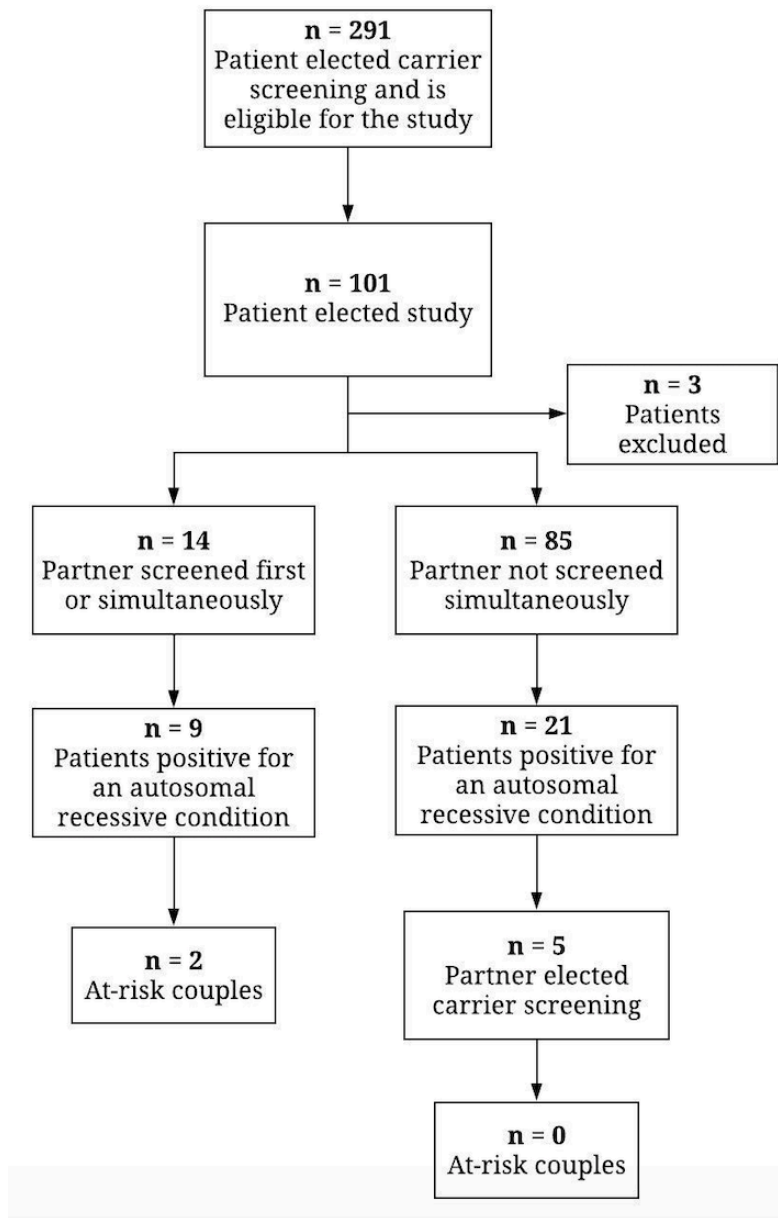 n = 291
Patient elected carrier
screening and is
eligible for the study
n = 101
Patient elected study
n = 3
Patients
excluded
n = 14
Partner screened first
or simultaneously
n = 85
Partner not screened
simultaneously
n = 9
Patients positive for
an autosomal
recessive condition
n = 21
Patients positive for
an autosomal
recessive condition
n = 2
At-risk couples
n = 5
Partner elected
carrier screening
n = 0
At-risk couples